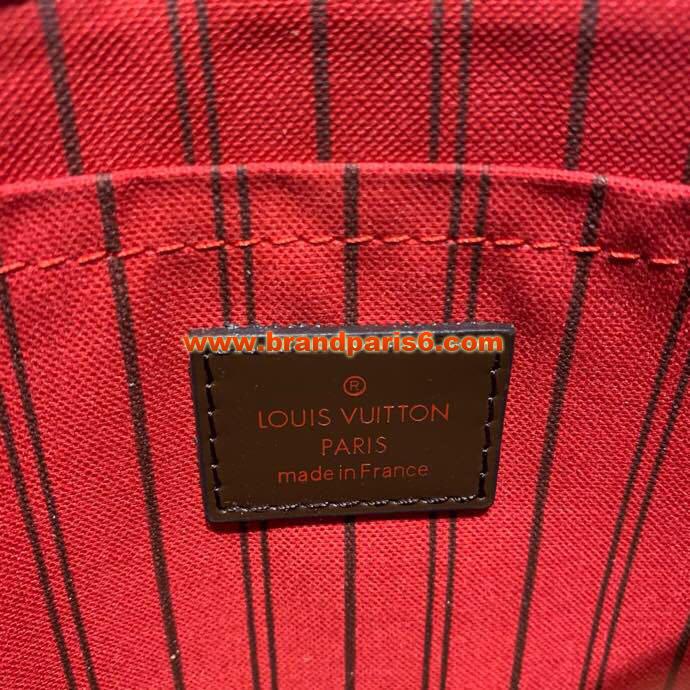 www.brandparis6.com
®
LOUIS VUITTON
PARIS
made in France